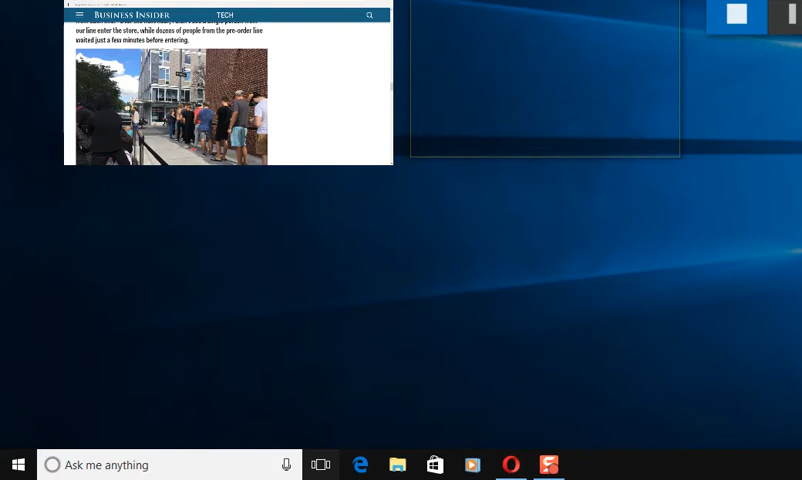 BUSINESS INSIDER
TECH
our line enter the store, while dozens of people from the pre-order line
waited just a few minutes before entering.
Ask me anything